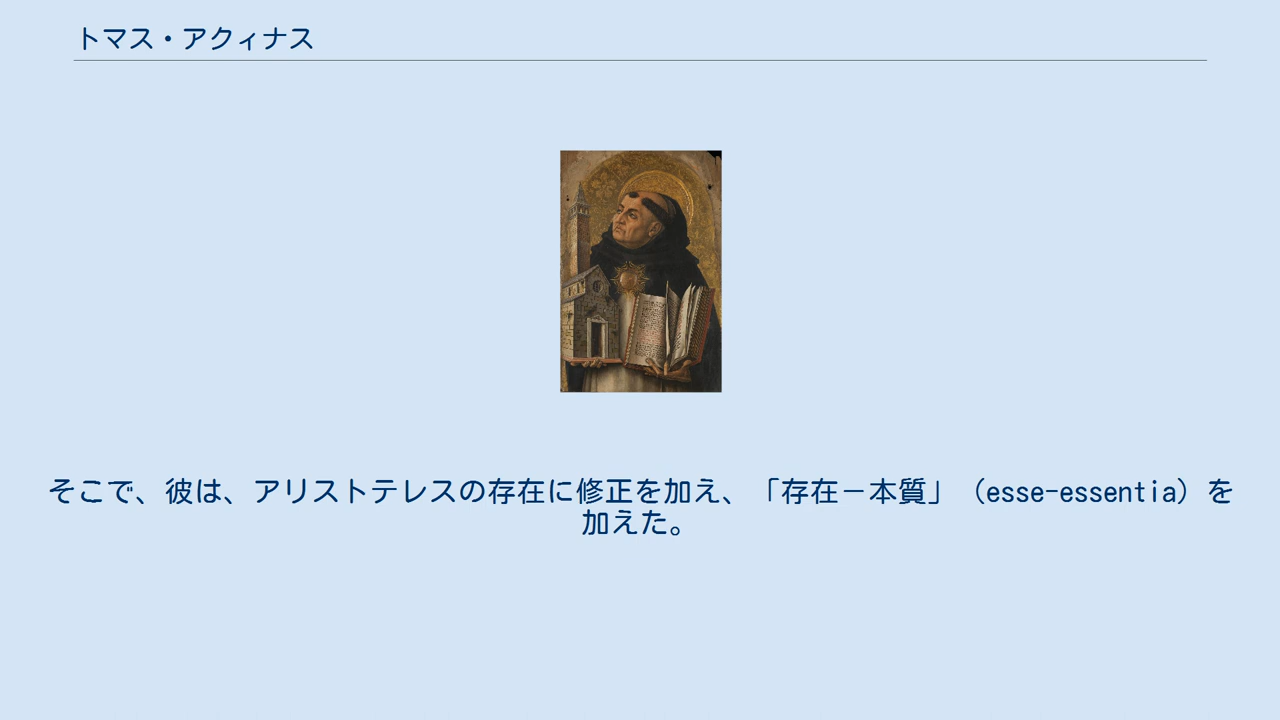 トマス・アクィナス
そこで、彼は、アリストテレスの存在に修正を加え、「存在－本質」（esse-essentia）を
加えた。